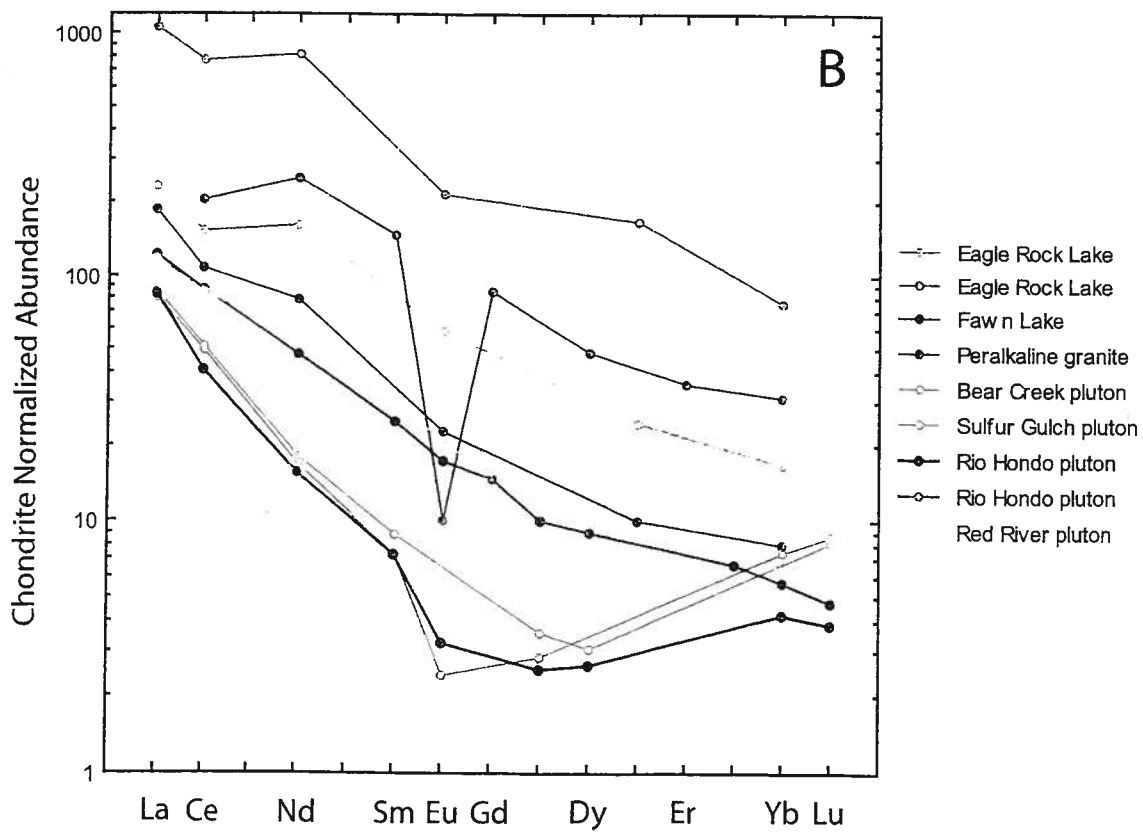 B
1000
100
10
1
Chondrite Normalized Abundance
La Ce Nd Sm Eu Gd Dy Er Yb Lu
Eagle Rock Lake
Eagle Rock Lake
Fawn Lake
Peralkaline granite
Bear Creek pluton
Sulfur Gulch pluton
Rio Hondo pluton
Rio Hondo pluton
Red River pluton